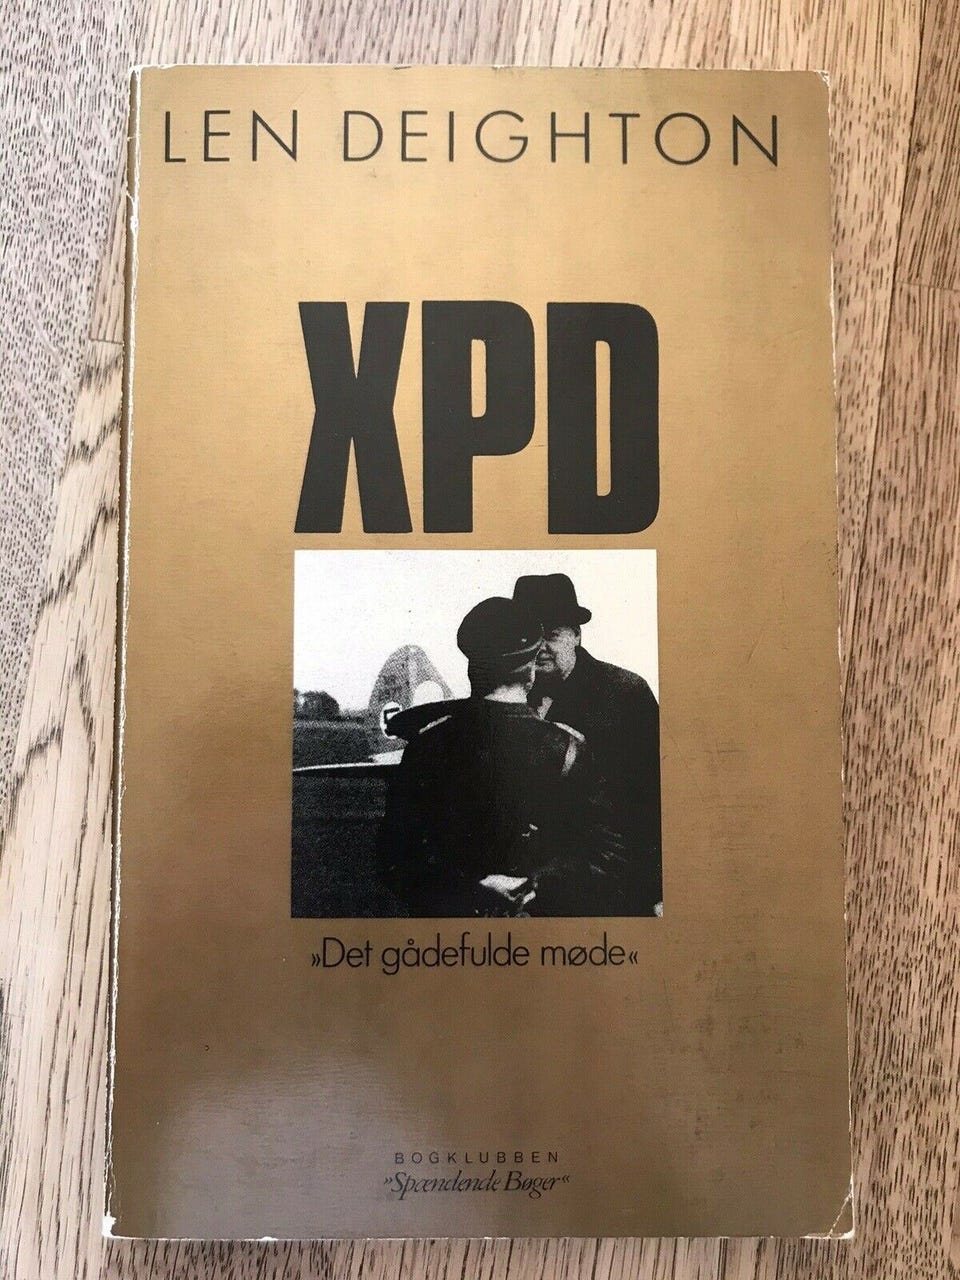 LEN DEIGHTON
XPD
»Det gådefulde møde«
BOGKLUBBEN
»Spændende Bøger«